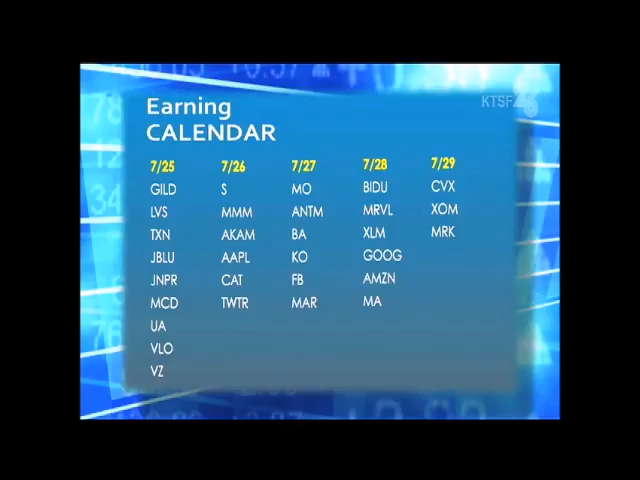 KTSF
Earning
CALENDAR
7/25 7/26 7/27 7/28 7/29
GILD S MO BIDU CVX
LVS MMM ANTM MRVL XOM
TXN AKAM BA XLM MRK
JBLU AAPL KO GOOG
JNPR CAT FB AMZN
MCD TWTR MAR MA
UA
VLO
VZ